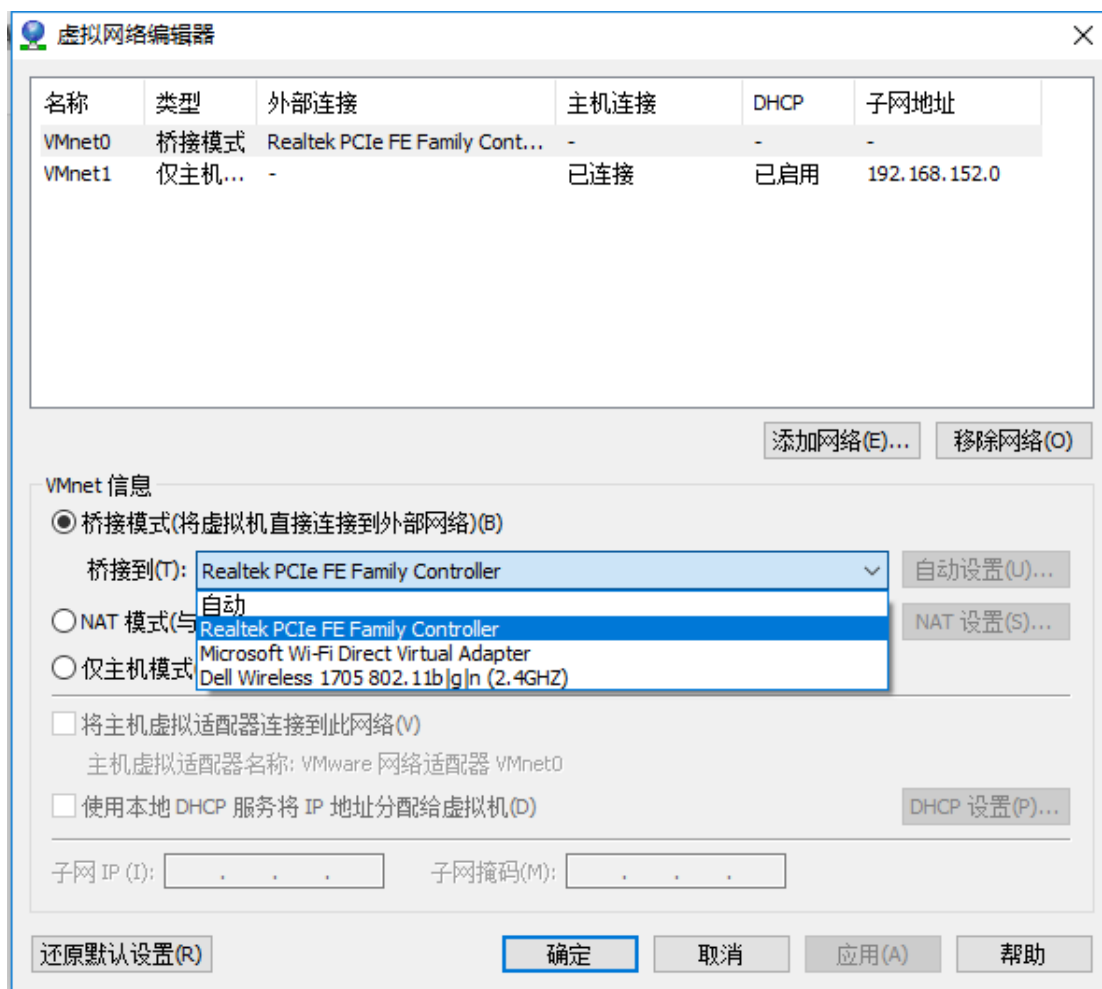 虚拟网络编辑器
名称 类型 外部连接 主机连接 DHCP 子网地址
VMnet0 桥接模式 Realtek PCIe FE Family Cont... - - -
VMnet1 仅主机... - 已连接 已启用 192.168.152.0
添加网络(E)... 移除网络(O)
VMnet 信息
桥接模式(将虚拟机直接连接到外部网络)(B)
桥接到(T): Realtek PCIe FE Family Controller 自动设置(U)...
自动
NAT 模式(与 Realtek PCIe FE Family Controller NAT 设置(S)...
Microsoft Wi-Fi Direct Virtual Adapter
仅主机模式 Dell Wireless 1705 802.11b|g|n (2.4GHZ)
将主机虚拟适配器连接到此网络(V)
主机虚拟适配器名称: VMware 网络适配器 VMnet0
使用本地 DHCP 服务将 IP 地址分配给虚拟机(D) DHCP 设置(P)...
子网 IP (I): . . . 子网掩码(M): . . .
还原默认设置(R) 确定 取消 应用(A) 帮助